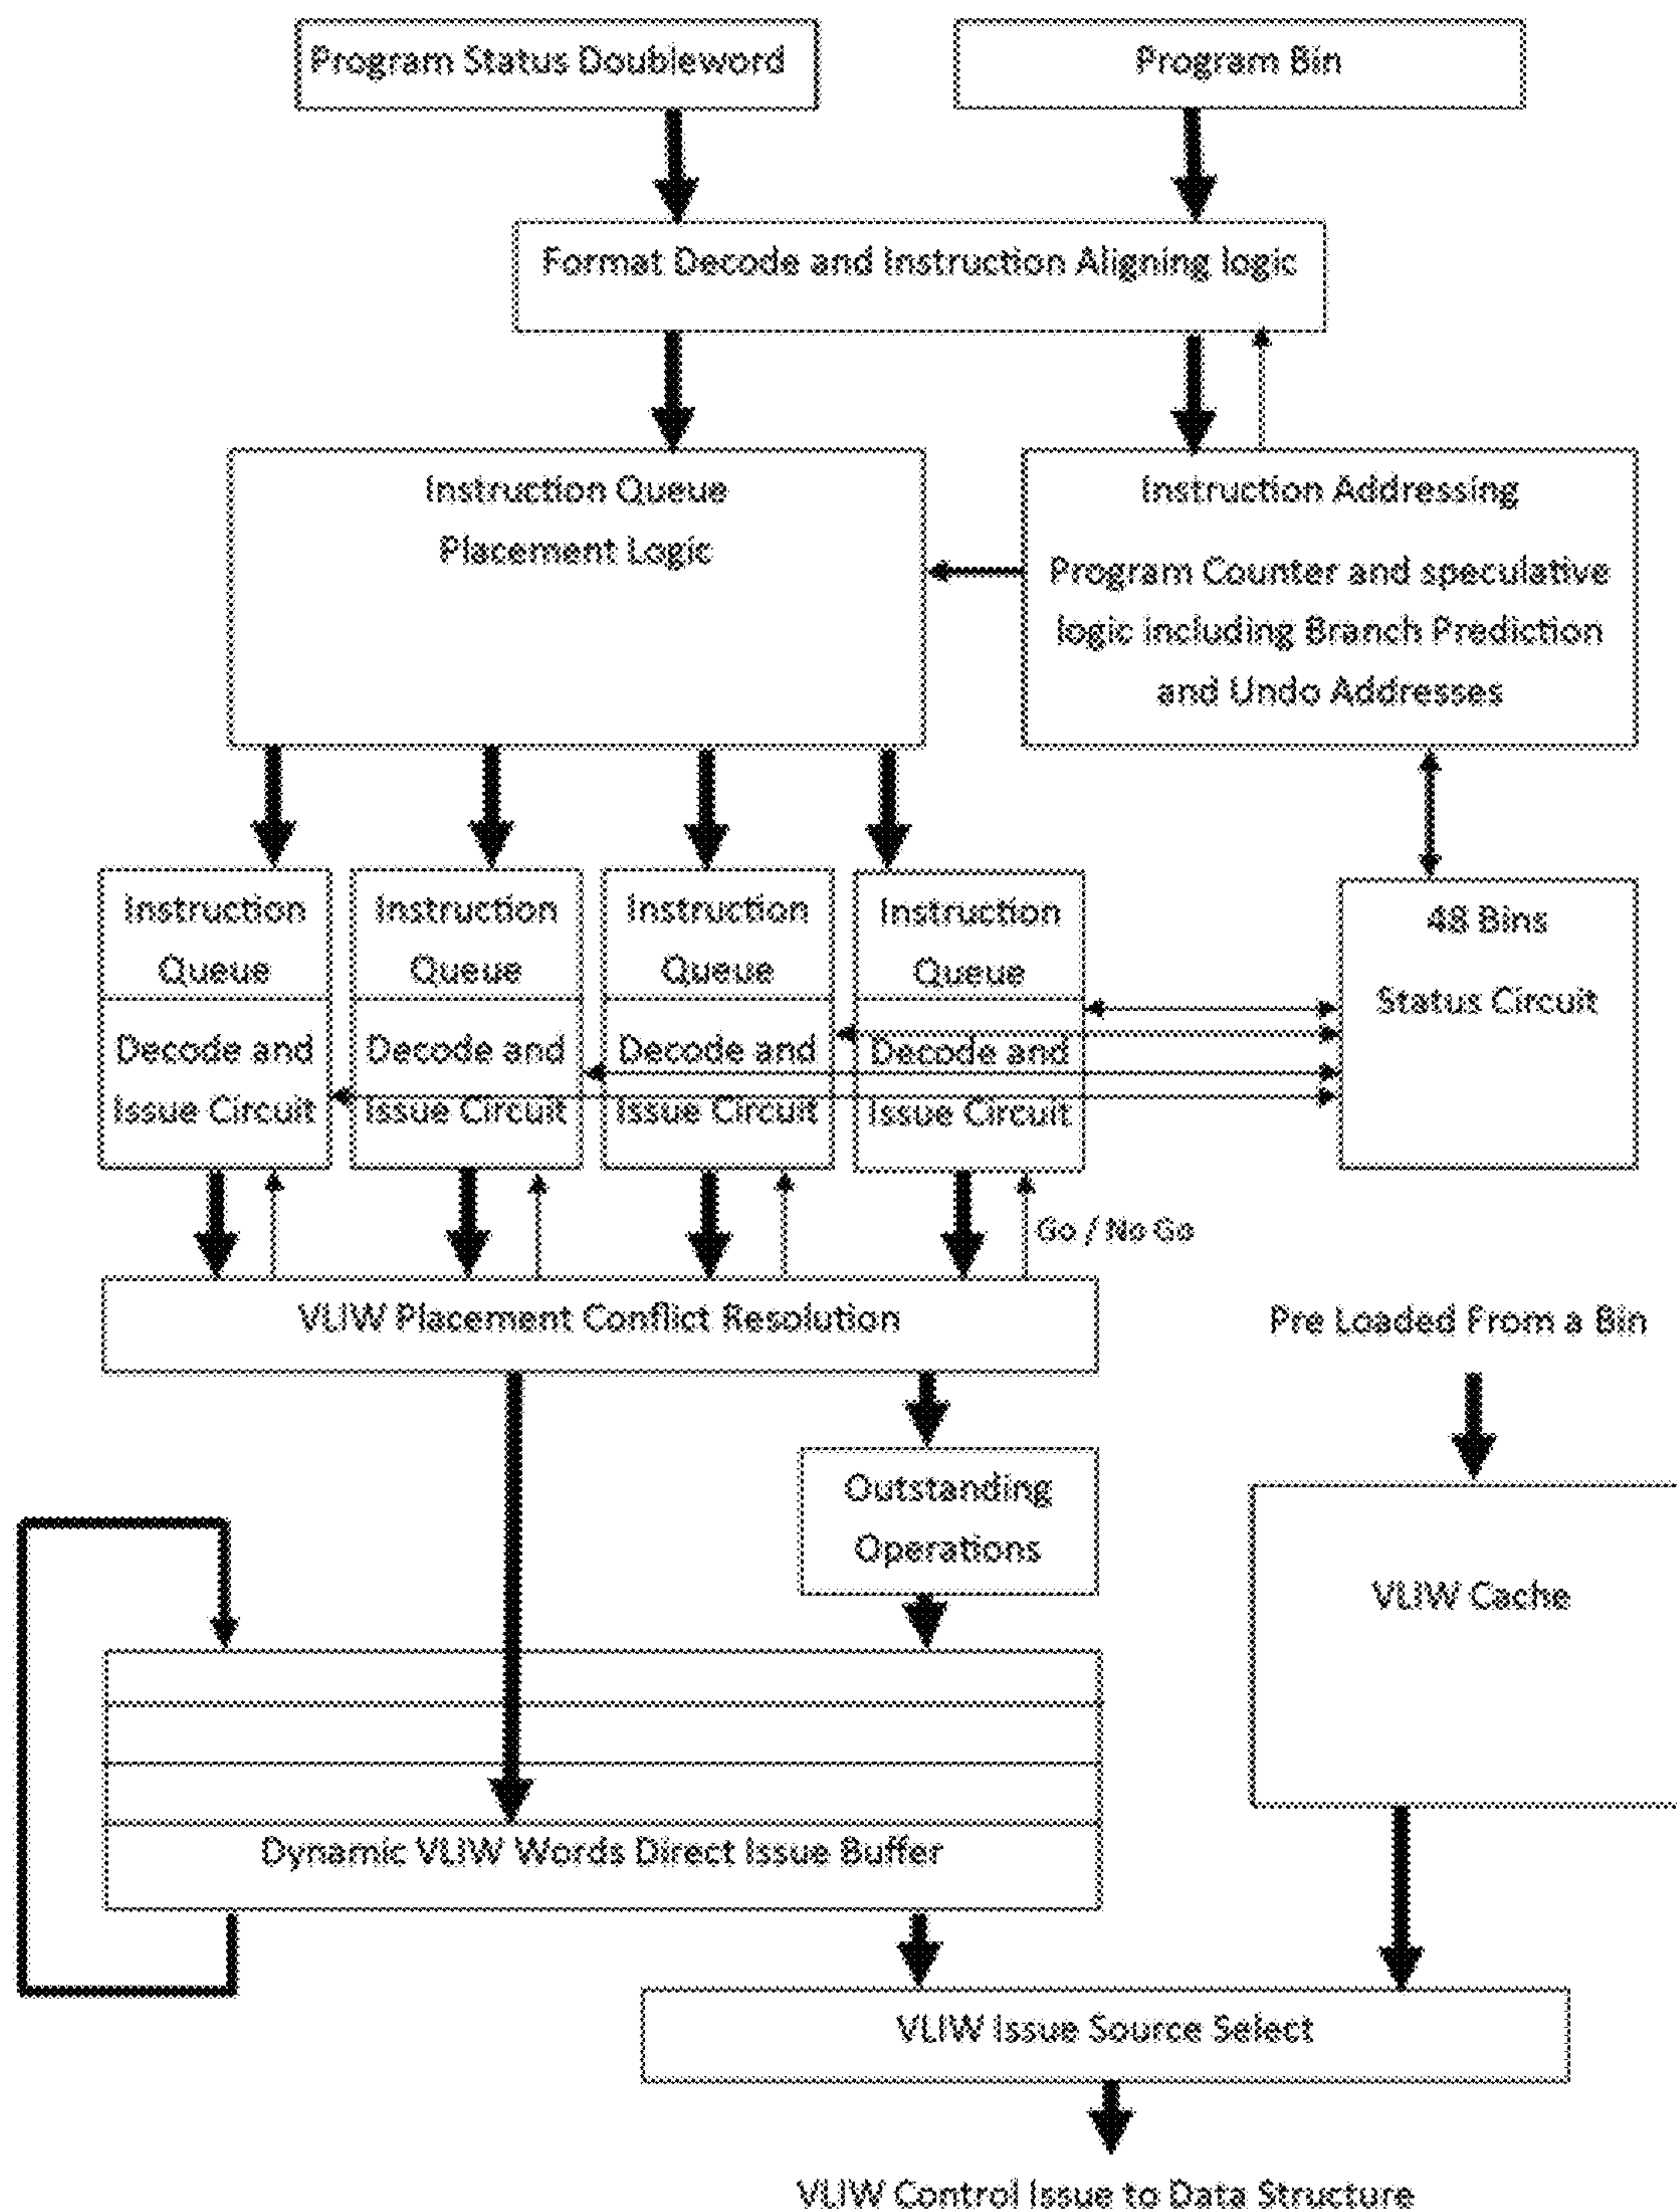 Program Status Doubleword
Program Bin
Format Decode and Instruction Aligning logic
Instruction Queue
Placement Logic
Instruction Addressing
Program Counter and speculative
logic including Branch Prediction
and Undo Addresses
Instruction
Queue
Decode and
Issue Circuit
Instruction
Queue
Decode and
Issue Circuit
Instruction
Queue
Decode and
Issue Circuit
Instruction
Queue
Decode and
Issue Circuit
48 Bins
Status Circuit
Go / No Go
VLIW Placement Conflict Resolution
Pre Loaded From a Bin
Outstanding
Operations
VLIW Cache
Dynamic VLIW Words Direct Issue Buffer
VLIW Issue Source Select
VLIW Control Issue to Data Structure